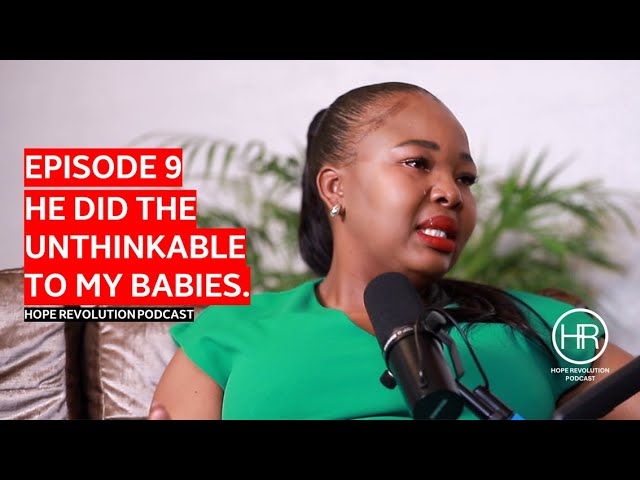 EPISODE 9
HE DID THE
UNTHINKABLE
TO MY BABIES.
HOPE REVOLUTION PODCAST
HR
HOPE REVOLUTION
PODCAST